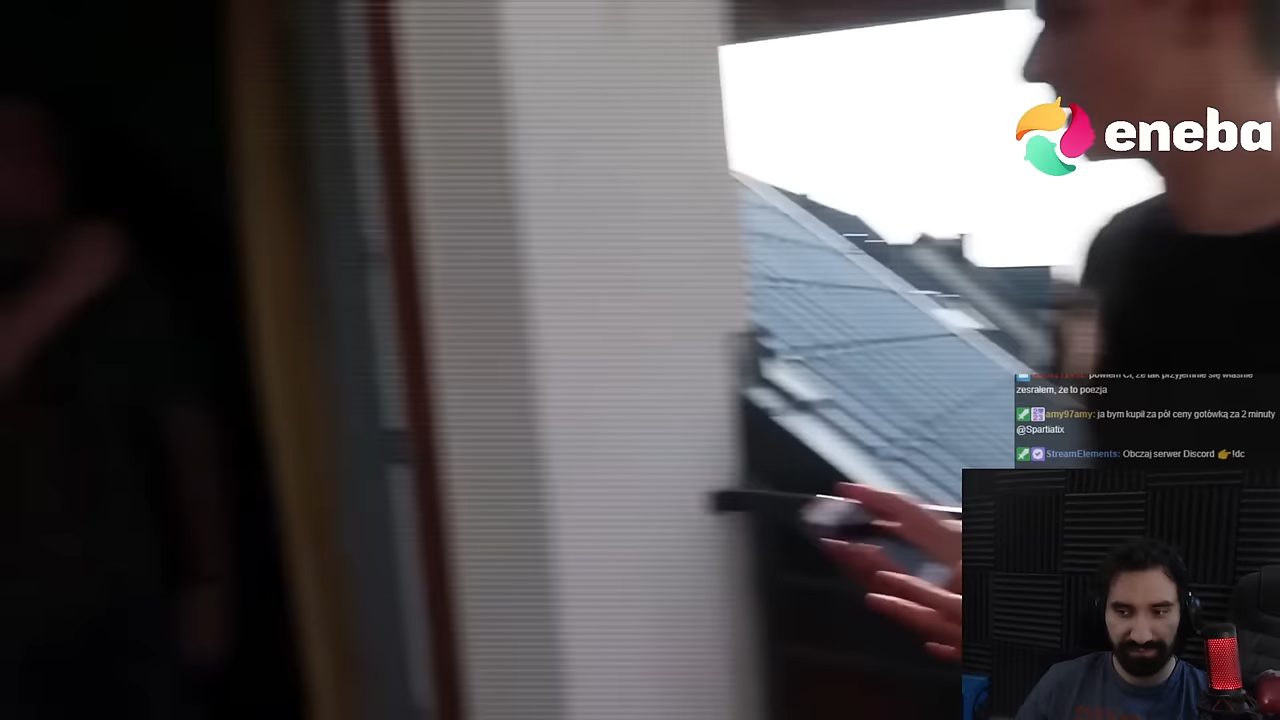 eneba
powiem Ci, że tak przyjemnie się właśnie
zesrałem, że to poezja
amy97amy: ja bym kupił za pół ceny gotówką za 2 minuty
@Spartiatix
StreamElements: Obczaj serwer Discord 👉 !dc